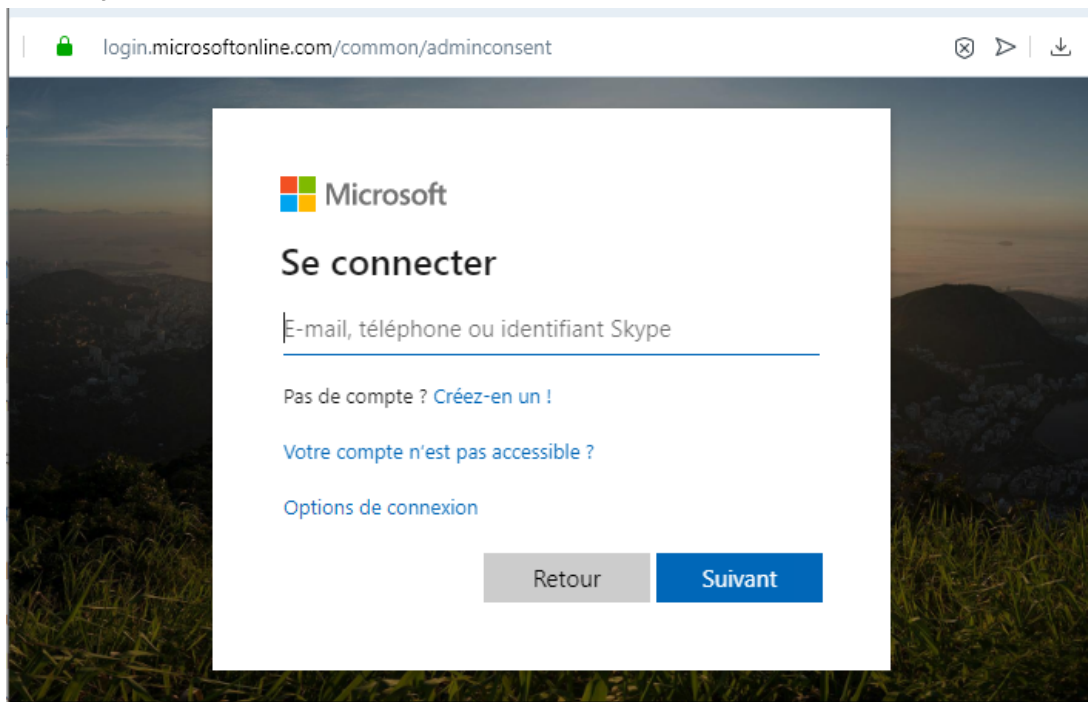 login.microsoftonline.com/common/adminconsent
Microsoft
Se connecter
E-mail, téléphone ou identifiant Skype
Pas de compte ? Créez-en un !
Votre compte n'est pas accessible ?
Options de connexion
Retour Suivant